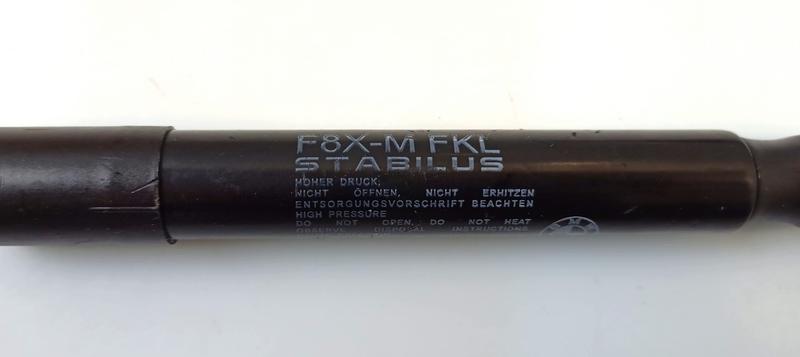 F8X-M FKL
STABILUS
HOHER DRUCK,
NICHT ÖFFNEN, NICHT ERHITZEN
ENTSORGUNGSVORSCHRIFT BEACHTEN
HIGH PRESSURE
DO NOT OPEN, DO NOT HEAT
OBSERVE DISPOSAL INSTRUCTIONS